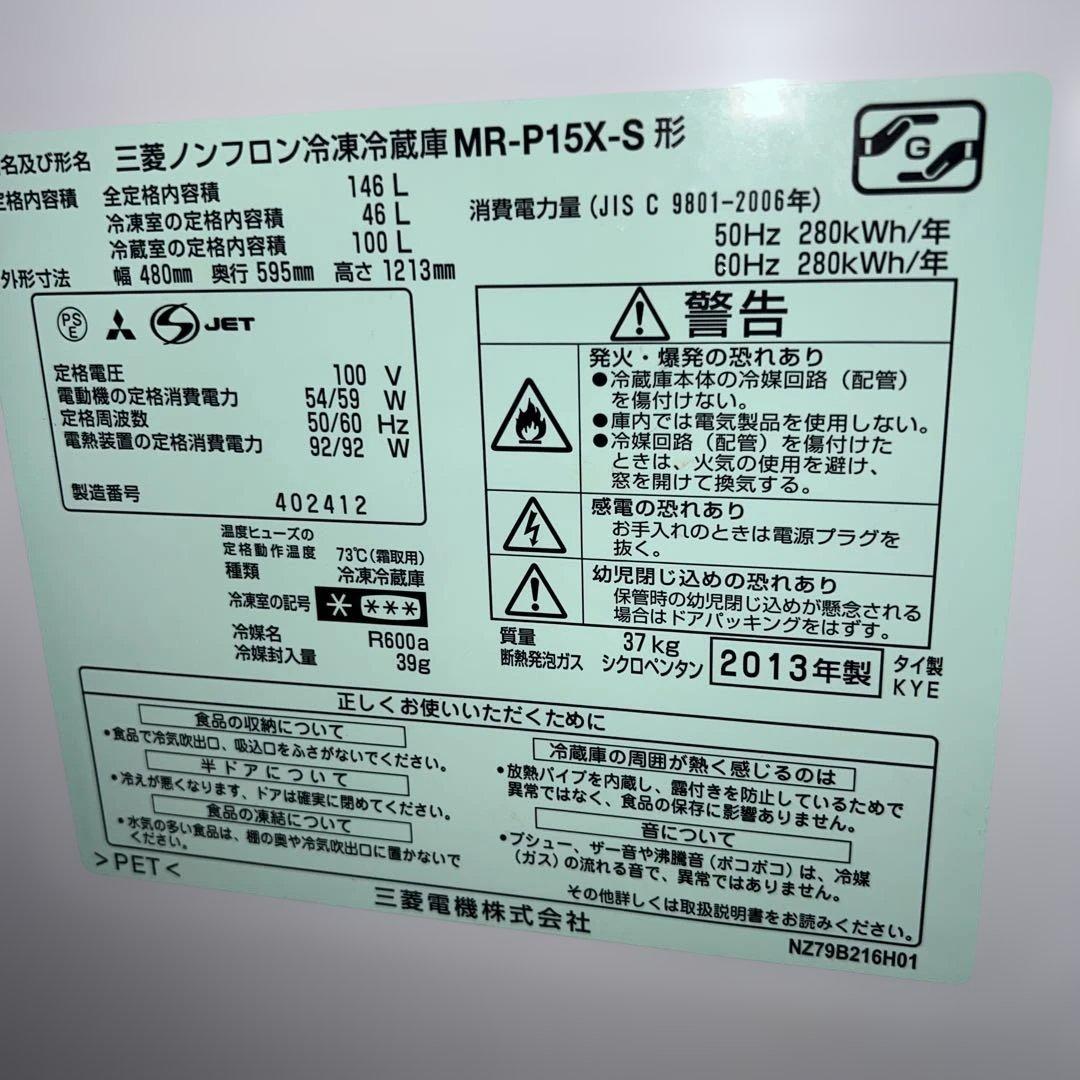 名及び形名 三菱ノンフロン冷凍冷蔵庫 MR-P15X-S 形
定格内容積 全定格内容積 146 L
冷凍室の定格内容積 46 L
冷蔵室の定格内容積 100 L
外形寸法 幅 480mm 奥行 595mm 高さ 1213mm
G
消費電力量 (JIS C 9801-2006年)
50Hz 280kWh/年
60Hz 280kWh/年
PS E JET
定格電圧 100 V
電動機の定格消費電力 54/59 W
定格周波数 50/60 Hz
電熱装置の定格消費電力 92/92 W
製造番号 402412
温度ヒューズの
定格動作温度 73℃(霜取用)
種類 冷凍冷蔵庫
冷凍室の記号 * ***
冷媒名 R600a
冷媒封入量 39g
警告
発火・爆発の恐れあり
●冷蔵庫本体の冷媒回路（配管）
を傷付けない。
●庫内では電気製品を使用しない。
●冷媒回路（配管）を傷付けた
ときは、火気の使用を避け、
窓を開けて換気する。
感電の恐れあり
お手入れのときは電源プラグを
抜く。
幼児閉じ込めの恐れあり
保管時の幼児閉じ込めが懸念される
場合はドアパッキングをはずす。
質量 37 kg
断熱発泡ガス シクロペンタン
2013年製
タイ製
KYE
正しくお使いいただくために
食品の収納について
•食品で冷気吹出口、吸込口をふさがないでください。
半ドアについて
•冷えが悪くなります、ドアは確実に閉めてください。
食品の凍結について
•水気の多い食品は、棚の奥や冷気吹出口に置かないで
ください。
冷蔵庫の周囲が熱く感じるのは
•放熱パイプを内蔵し、露付きを防止しているためで
異常ではなく、食品の保存に影響ありません。
音について
•プシュー、ザー音や沸騰音（ポコポコ）は、冷媒
（ガス）の流れる音で、異常ではありません。
その他詳しくは取扱説明書をお読みください。
>PET<
三菱電機株式会社
NZ79B216H01